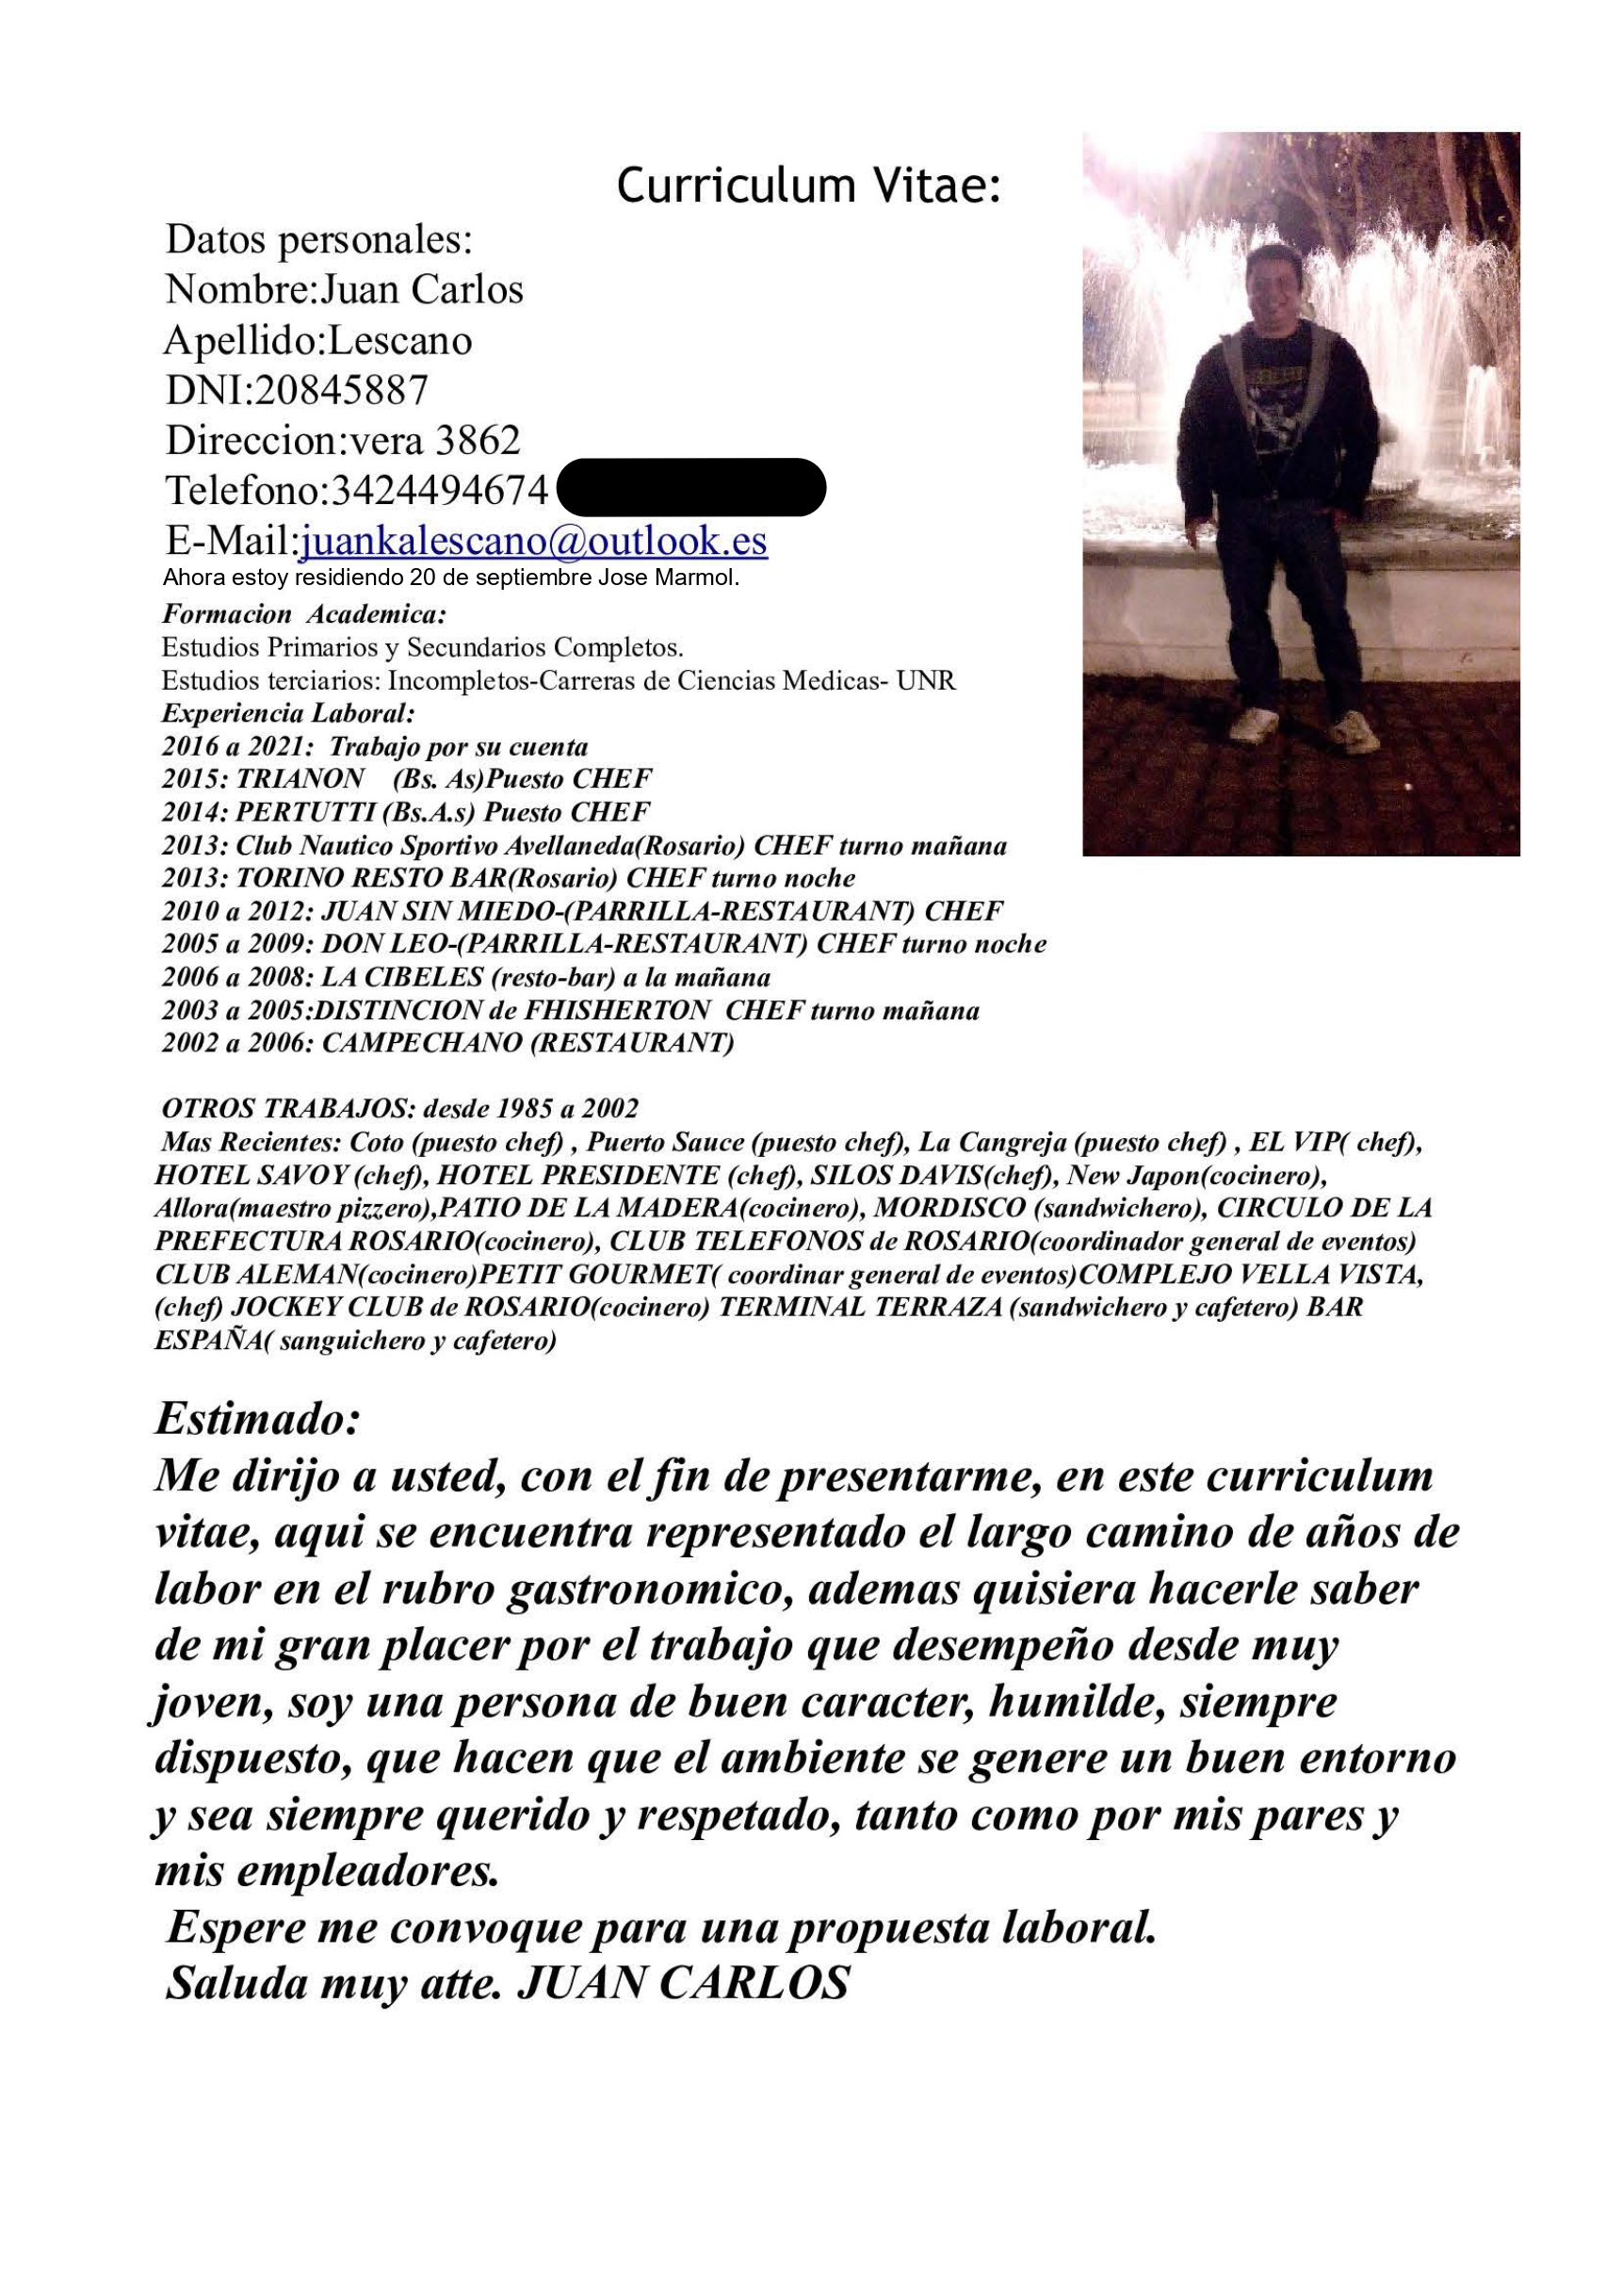 Curriculum Vitae:
Datos personales:
Nombre:Juan Carlos
Apellido:Lescano
DNI:20845887
Direccion:vera 3862
Telefono:3424494674
E-Mail:juankalescano@outlook.es
Ahora estoy residiendo 20 de septiembre Jose Marmol.
Formacion Academica:
Estudios Primarios y Secundarios Completos.
Estudios terciarios: Incompletos-Carreras de Ciencias Medicas- UNR
Experiencia Laboral:
2016 a 2021: Trabajo por su cuenta
2015: TRIANON (Bs. As)Puesto CHEF
2014: PERTUTTI (Bs.A.s) Puesto CHEF
2013: Club Nautico Sportivo Avellaneda(Rosario) CHEF turno mañana
2013: TORINO RESTO BAR(Rosario) CHEF turno noche
2010 a 2012: JUAN SIN MIEDO-(PARRILLA-RESTAURANT) CHEF
2005 a 2009: DON LEO-(PARRILLA-RESTAURANT) CHEF turno noche
2006 a 2008: LA CIBELES (resto-bar) a la mañana
2003 a 2005:DISTINCION de FHISHERTON CHEF turno mañana
2002 a 2006: CAMPECHANO (RESTAURANT)
OTROS TRABAJOS: desde 1985 a 2002
Mas Recientes: Coto (puesto chef) , Puerto Sauce (puesto chef), La Cangreja (puesto chef) , EL VIP( chef),
HOTEL SAVOY (chef), HOTEL PRESIDENTE (chef), SILOS DAVIS(chef), New Japon(cocinero),
Allora(maestro pizzero),PATIO DE LA MADERA(cocinero), MORDISCO (sandwichero), CIRCULO DE LA
PREFECTURA ROSARIO(cocinero), CLUB TELEFONOS de ROSARIO(coordinador general de eventos)
CLUB ALEMAN(cocinero)PETIT GOURMET( coordinar general de eventos)COMPLEJO VELLA VISTA,
(chef) JOCKEY CLUB de ROSARIO(cocinero) TERMINAL TERRAZA (sandwichero y cafetero) BAR
ESPAÑA( sanguichero y cafetero)
Estimado:
Me dirijo a usted, con el fin de presentarme, en este curriculum
vitae, aqui se encuentra representado el largo camino de años de
labor en el rubro gastronomico, ademas quisiera hacerle saber
de mi gran placer por el trabajo que desempeño desde muy
joven, soy una persona de buen caracter, humilde, siempre
dispuesto, que hacen que el ambiente se genere un buen entorno
y sea siempre querido y respetado, tanto como por mis pares y
mis empleadores.
Espere me convoque para una propuesta laboral.
Saluda muy atte. JUAN CARLOS